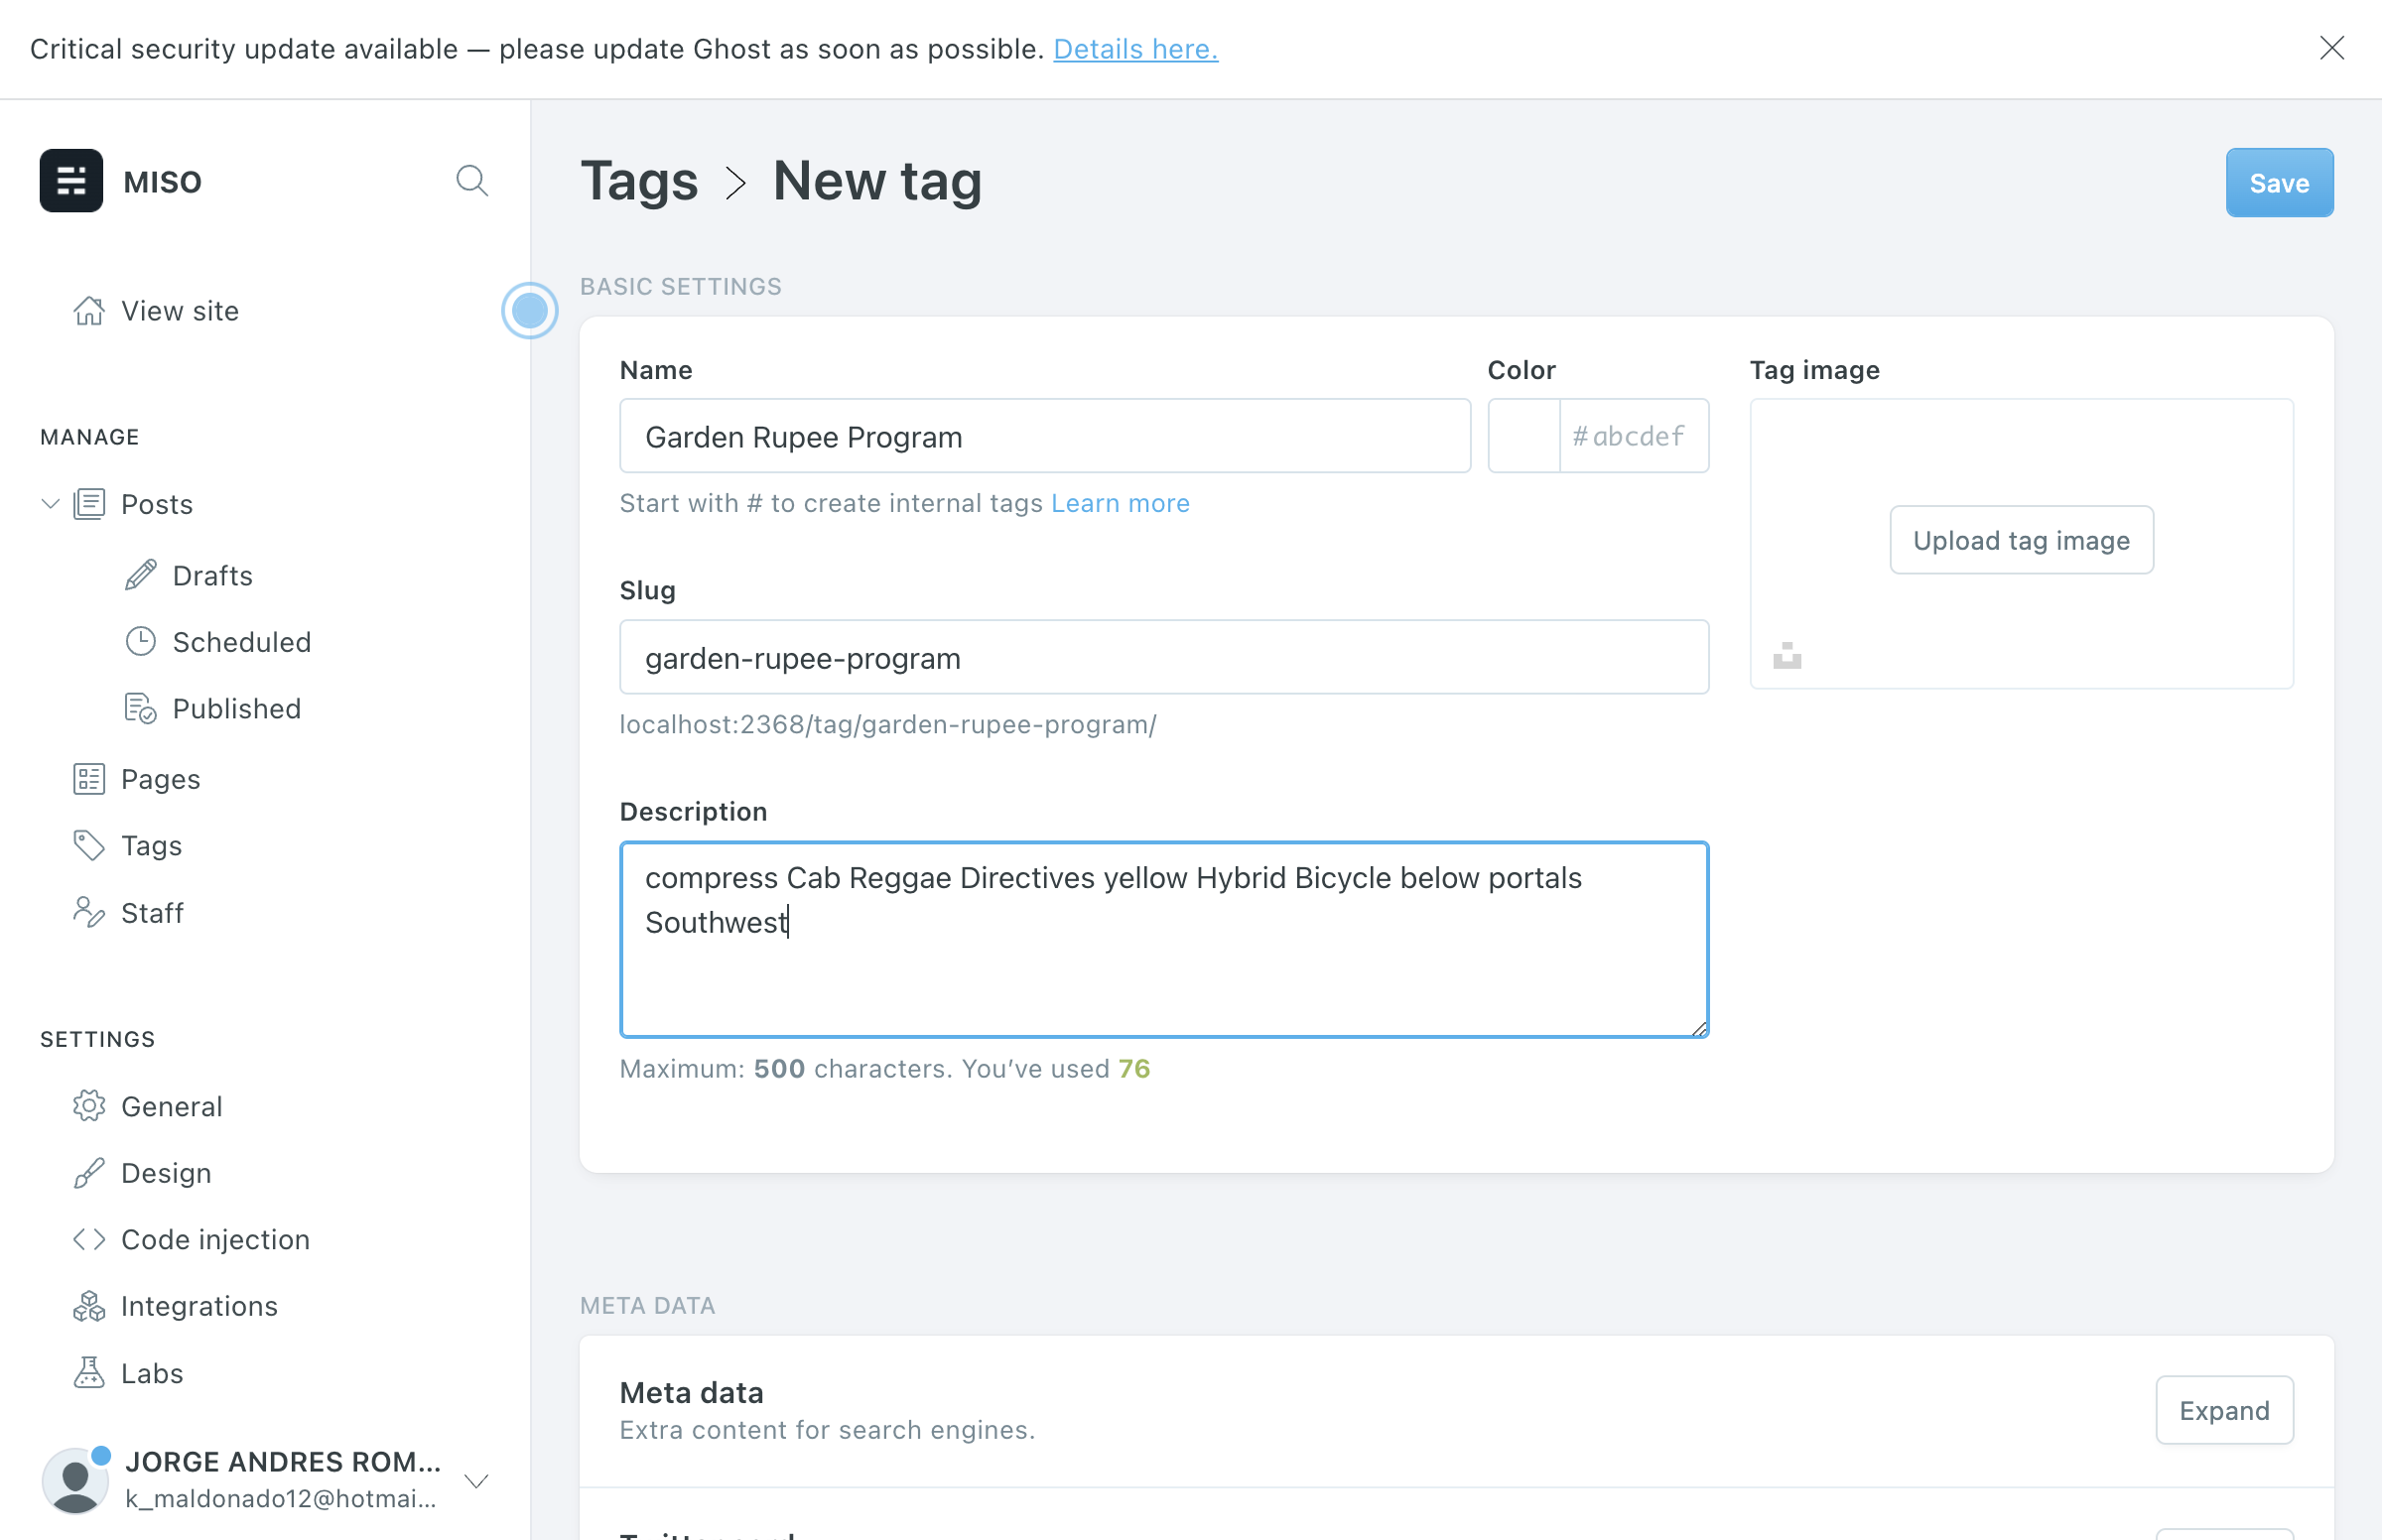 Critical security update available — please update Ghost as soon as possible. Details here.
MISO
View site
MANAGE
Posts
Drafts
Scheduled
Published
Pages
Tags
Staff
SETTINGS
General
Design
Code injection
Integrations
Labs
JORGE ANDRES ROM...
k_maldonado12@hotmai...
Tags > New tag
Save
BASIC SETTINGS
Name
Garden Rupee Program
Start with # to create internal tags Learn more
Color
#abcdef
Tag image
Upload tag image
Slug
garden-rupee-program
localhost:2368/tag/garden-rupee-program/
Description
compress Cab Reggae Directives yellow Hybrid Bicycle below portals
Southwest
Maximum: 500 characters. You’ve used 76
META DATA
Meta data
Extra content for search engines.
Expand